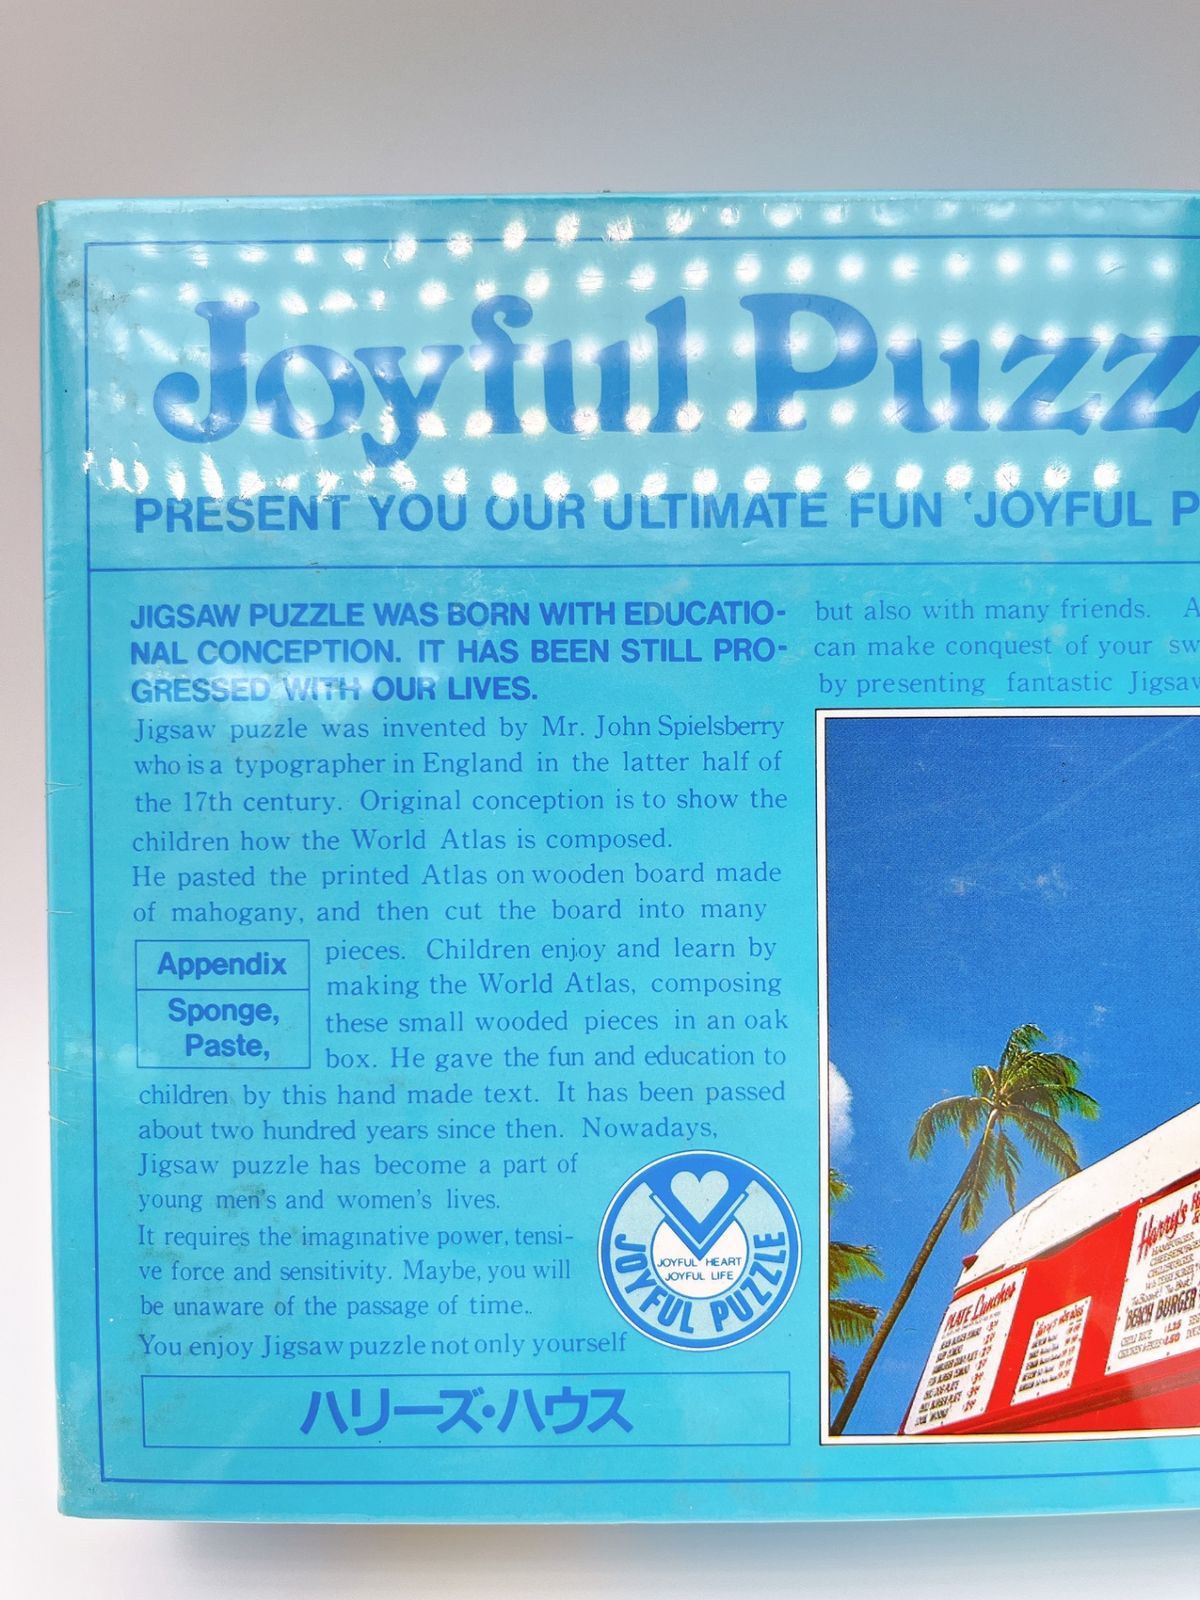 Joyful Puzz
PRESENT YOU OUR ULTIMATE FUN 'JOYFUL P
JIGSAW PUZZLE WAS BORN WITH EDUCATIO-
NAL CONCEPTION. IT HAS BEEN STILL PRO-
GRESSED WITH OUR LIVES.
Jigsaw puzzle was invented by Mr. John Spielsberry
who is a typographer in England in the latter half of
the 17th century. Original conception is to show the
children how the World Atlas is composed.
He pasted the printed Atlas on wooden board made
of mahogany, and then cut the board into many
pieces. Children enjoy and learn by
making the World Atlas, composing
these small wooded pieces in an oak
box. He gave the fun and education to
children by this hand made text. It has been passed
about two hundred years since then. Nowadays,
Jigsaw puzzle has become a part of
young men's and women's lives.
It requires the imaginative power, tensi-
ve force and sensitivity. Maybe, you will
be unaware of the passage of time..
You enjoy Jigsaw puzzle not only yourself
Appendix
Sponge,
Paste,
JOYFUL HEART
JOYFUL LIFE
JOYFUL PUZZLE
ハリーズ・ハウス
but also with many friends. A
can make conquest of your sw
by presenting fantastic Jigsaw
PLATE Lunches
Harry's
HAMBURGER
CHEESEBURGER
BEACH BURGER